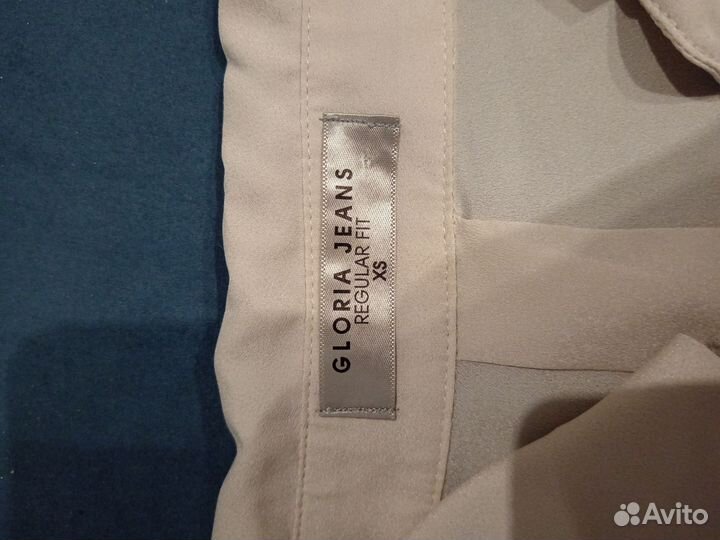 GLORIA JEANS
REGULAR FIT
XS
Avito